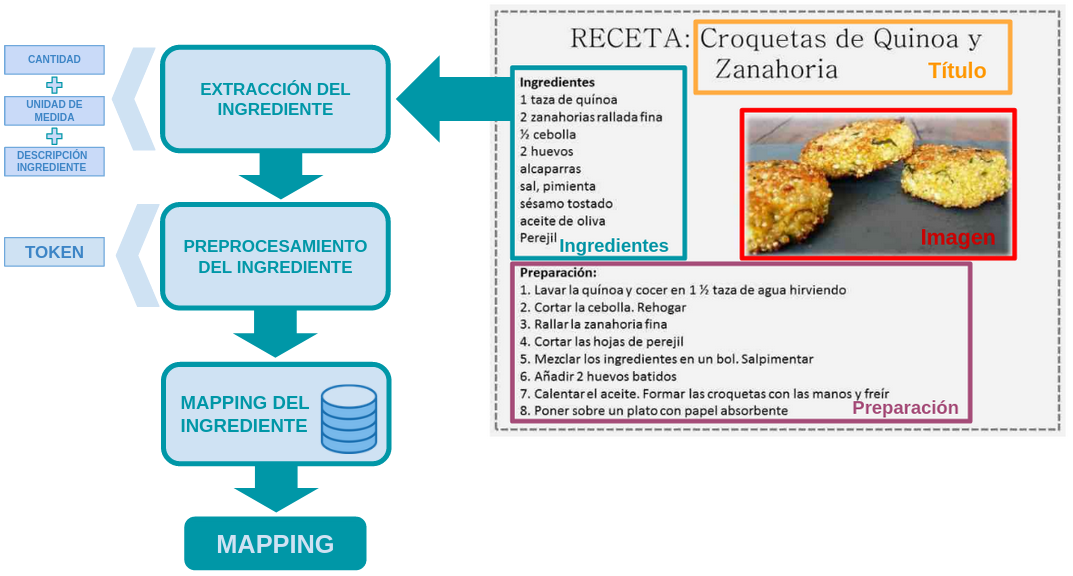 CANTIDAD
UNIDAD DE
MEDIDA
DESCRIPCIÓN
INGREDIENTE
EXTRACCIÓN DEL
INGREDIENTE
TOKEN
PREPROCESAMIENTO
DEL INGREDIENTE
MAPPING DEL
INGREDIENTE
MAPPING
RECETA: Croquetas de Quinoa y
Zanahoria
Título
Ingredientes
1 taza de quínoa
2 zanahorias rallada fina
½ cebolla
2 huevos
alcaparras
sal, pimienta
sésamo tostado
aceite de oliva
Perejil
Ingredientes
Imagen
Preparación:
1. Lavar la quínoa y cocer en 1 ½ taza de agua hirviendo
2. Cortar la cebolla. Rehogar
3. Rallar la zanahoria fina
4. Cortar las hojas de perejil
5. Mezclar los ingredientes en un bol. Salpimentar
6. Añadir 2 huevos batidos
7. Calentar el aceite. Formar las croquetas con las manos y freír
8. Poner sobre un plato con papel absorbente
Preparación